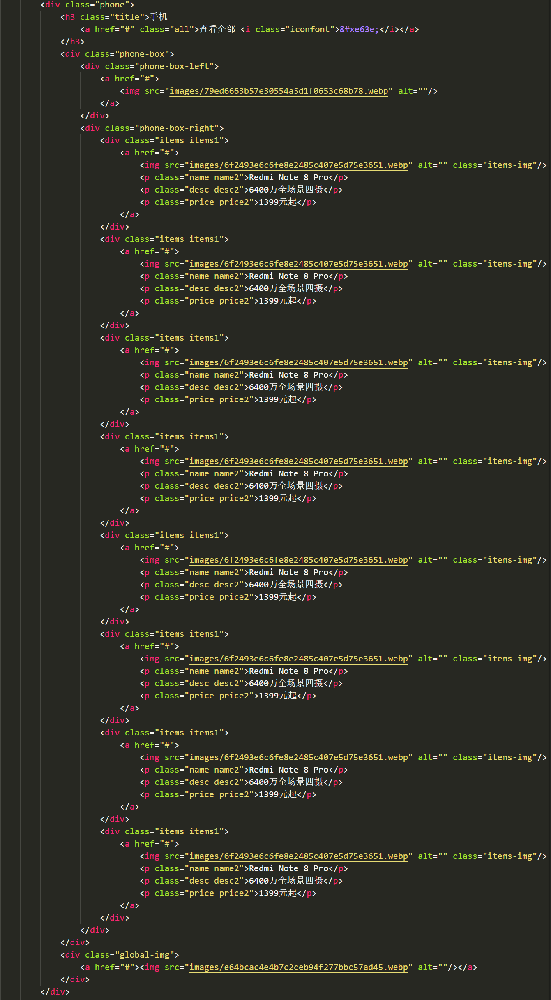 <div class="phone">
<h3 class="title">手机
<a href="#" class="all">查看全部 <i class="iconfont">&#xe63e;</i></a>
</h3>
<div class="phone-box">
<div class="phone-box-left">
<a href="#">
<img src="images/79ed6663b57e30554a5d1f0653c68b78.webp" alt=""/>
</a>
</div>
<div class="phone-box-right">
<div class="items items1">
<a href="#">
<img src="images/6f2493e6c6fe8e2485c407e5d75e3651.webp" alt="" class="items-img"/>
<p class="name name2">Redmi Note 8 Pro</p>
<p class="desc desc2">6400万全场景四摄</p>
<p class="price price2">1399元起</p>
</a>
</div>
<div class="items items1">
<a href="#">
<img src="images/6f2493e6c6fe8e2485c407e5d75e3651.webp" alt="" class="items-img"/>
<p class="name name2">Redmi Note 8 Pro</p>
<p class="desc desc2">6400万全场景四摄</p>
<p class="price price2">1399元起</p>
</a>
</div>
<div class="items items1">
<a href="#">
<img src="images/6f2493e6c6fe8e2485c407e5d75e3651.webp" alt="" class="items-img"/>
<p class="name name2">Redmi Note 8 Pro</p>
<p class="desc desc2">6400万全场景四摄</p>
<p class="price price2">1399元起</p>
</a>
</div>
<div class="items items1">
<a href="#">
<img src="images/6f2493e6c6fe8e2485c407e5d75e3651.webp" alt="" class="items-img"/>
<p class="name name2">Redmi Note 8 Pro</p>
<p class="desc desc2">6400万全场景四摄</p>
<p class="price price2">1399元起</p>
</a>
</div>
<div class="items items1">
<a href="#">
<img src="images/6f2493e6c6fe8e2485c407e5d75e3651.webp" alt="" class="items-img"/>
<p class="name name2">Redmi Note 8 Pro</p>
<p class="desc desc2">6400万全场景四摄</p>
<p class="price price2">1399元起</p>
</a>
</div>
<div class="items items1">
<a href="#">
<img src="images/6f2493e6c6fe8e2485c407e5d75e3651.webp" alt="" class="items-img"/>
<p class="name name2">Redmi Note 8 Pro</p>
<p class="desc desc2">6400万全场景四摄</p>
<p class="price price2">1399元起</p>
</a>
</div>
<div class="items items1">
<a href="#">
<img src="images/6f2493e6c6fe8e2485c407e5d75e3651.webp" alt="" class="items-img"/>
<p class="name name2">Redmi Note 8 Pro</p>
<p class="desc desc2">6400万全场景四摄</p>
<p class="price price2">1399元起</p>
</a>
</div>
<div class="items items1">
<a href="#">
<img src="images/6f2493e6c6fe8e2485c407e5d75e3651.webp" alt="" class="items-img"/>
<p class="name name2">Redmi Note 8 Pro</p>
<p class="desc desc2">6400万全场景四摄</p>
<p class="price price2">1399元起</p>
</a>
</div>
</div>
</div>
<div class="global-img">
<a href="#"><img src="images/e64bcac4e4b7c2ceb94f277bbc57ad45.webp" alt=""/></a>
</div>
</div>